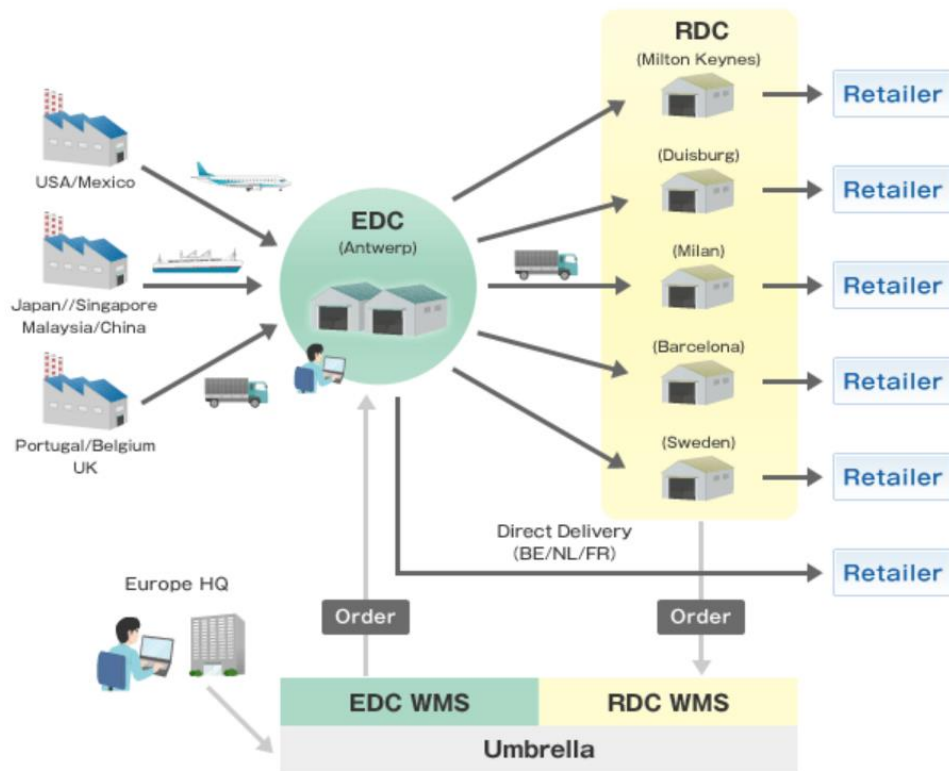 RDC
(Milton Keynes)
Retailer
USA/Mexico
(Duisburg)
Retailer
EDC
(Antwerp)
(Milan)
Retailer
Japan//Singapore
Malaysia/China
(Barcelona)
Retailer
Portugal/Belgium
UK
(Sweden)
Retailer
Direct Delivery
(BE/NL/FR)
Retailer
Europe HQ
Order
Order
EDC WMS
RDC WMS
Umbrella